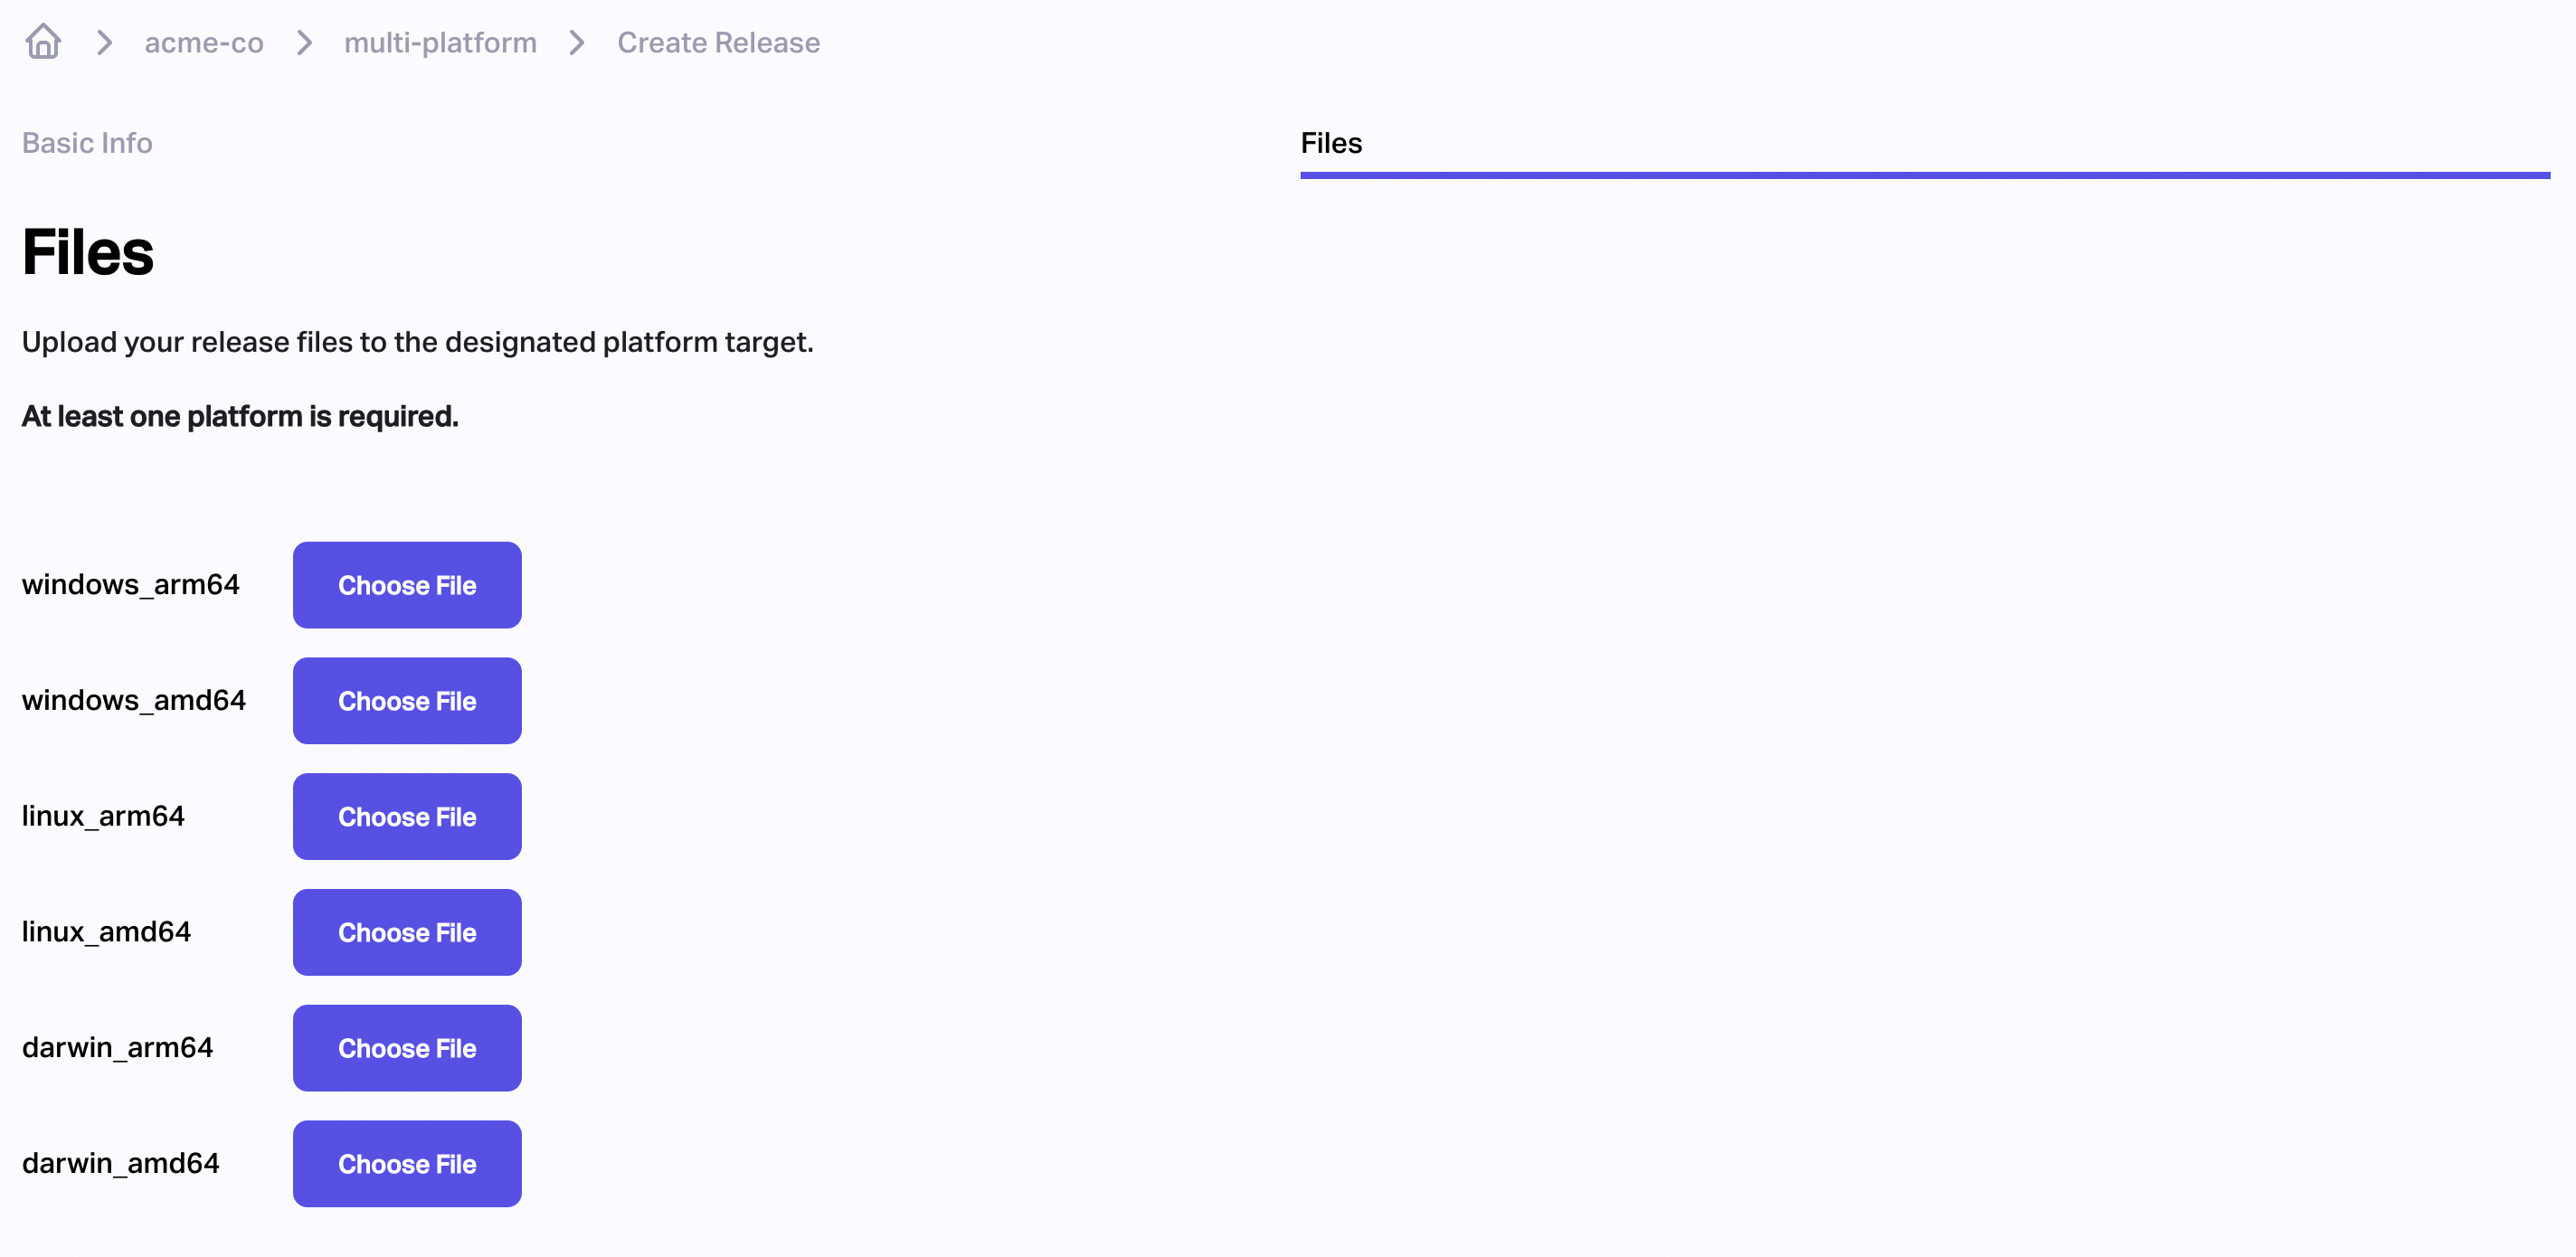 acme-co multi-platform Create Release
Basic Info Files
Files
Upload your release files to the designated platform target.
At least one platform is required.
windows_arm64 Choose File
windows_amd64 Choose File
linux_arm64 Choose File
linux_amd64 Choose File
darwin_arm64 Choose File
darwin_amd64 Choose File